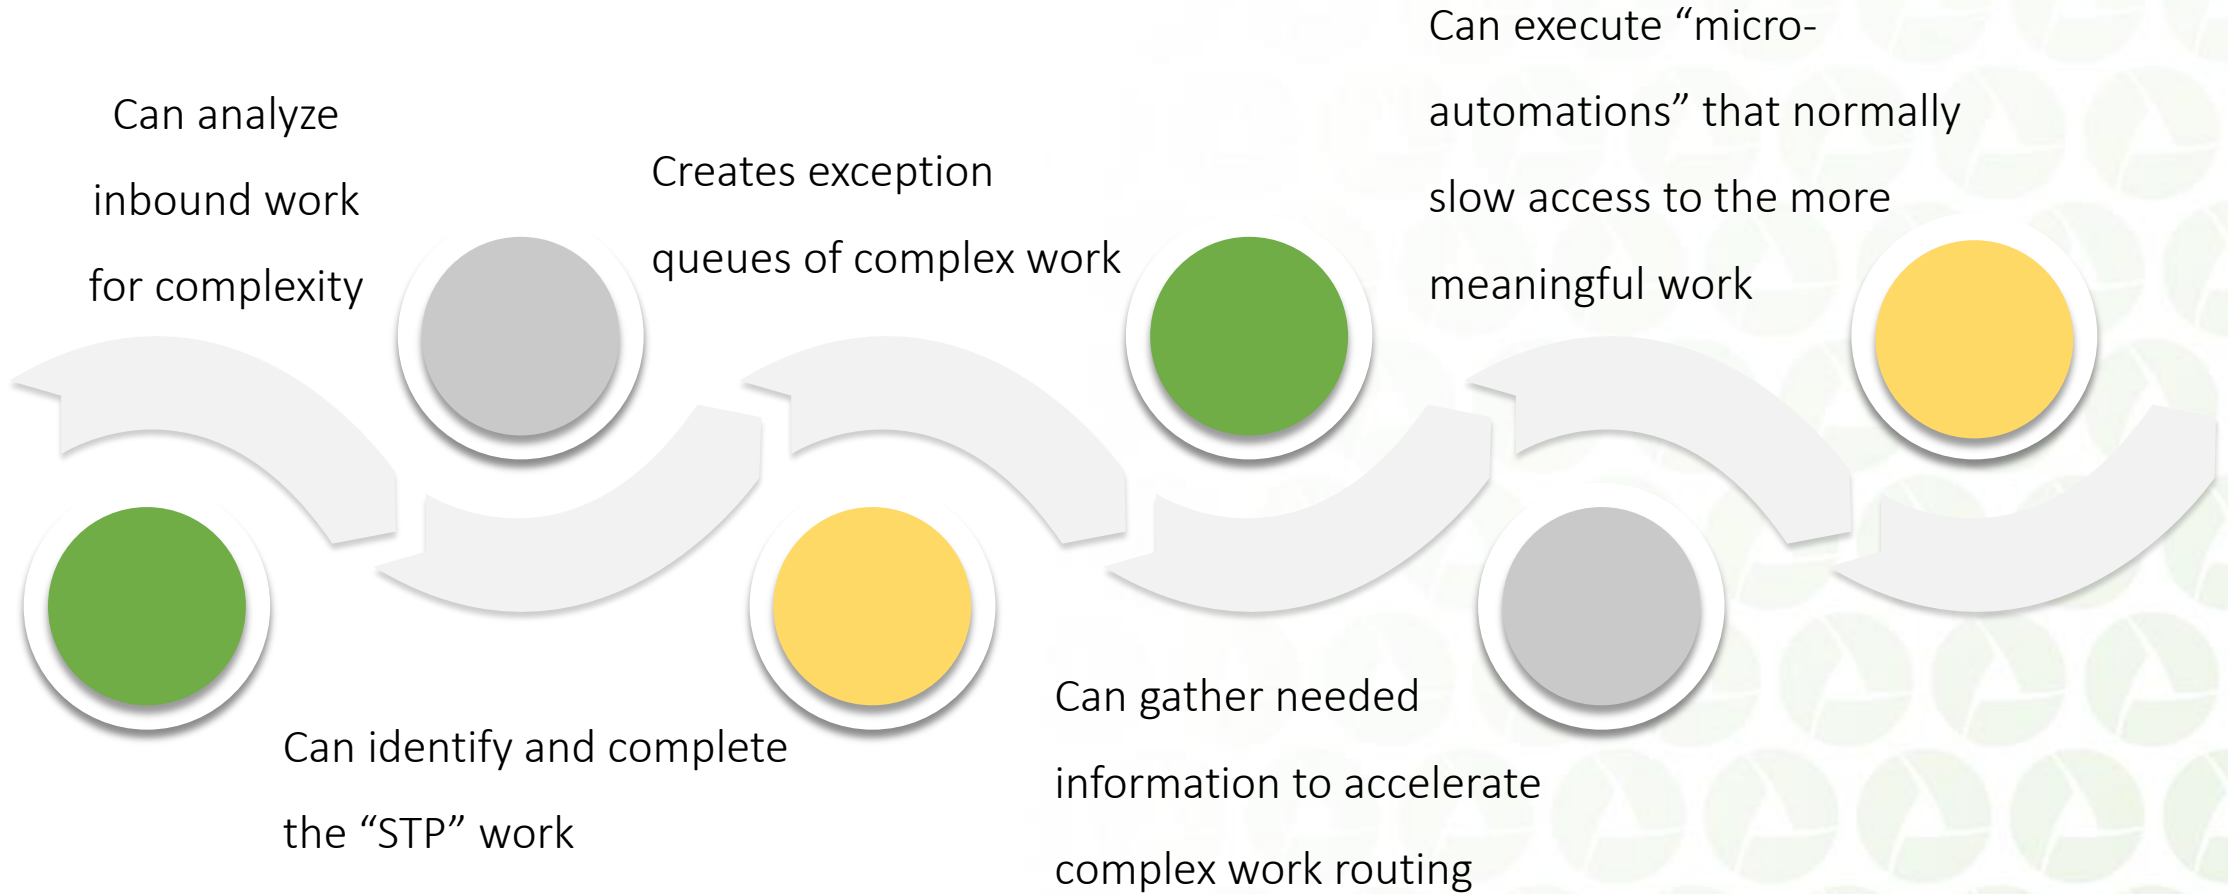 Can analyze
inbound work
for complexity
Can identify and complete
the “STP” work
Creates exception
queues of complex work
Can gather needed
information to accelerate
complex work routing
Can execute “micro-
automations” that normally
slow access to the more
meaningful work